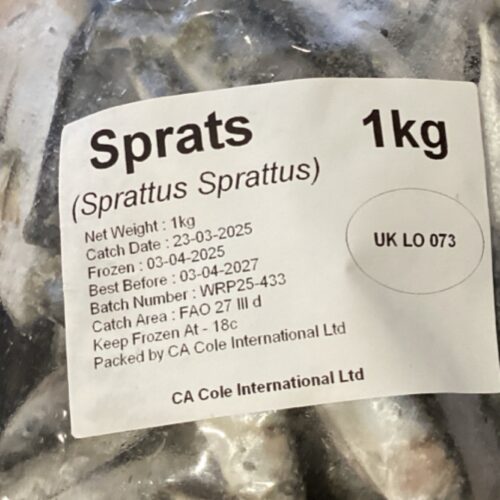 Sprats 1kg
(Sprattus Sprattus)
Net Weight : 1kg
Catch Date : 23-03-2025
Frozen : 03-04-2025
Best Before : 03-04-2027
Batch Number : WRP25-433
Catch Area : FAO 27 III d
Keep Frozen At - 18c
Packed by CA Cole International Ltd
UK LO 073
CA Cole International Ltd